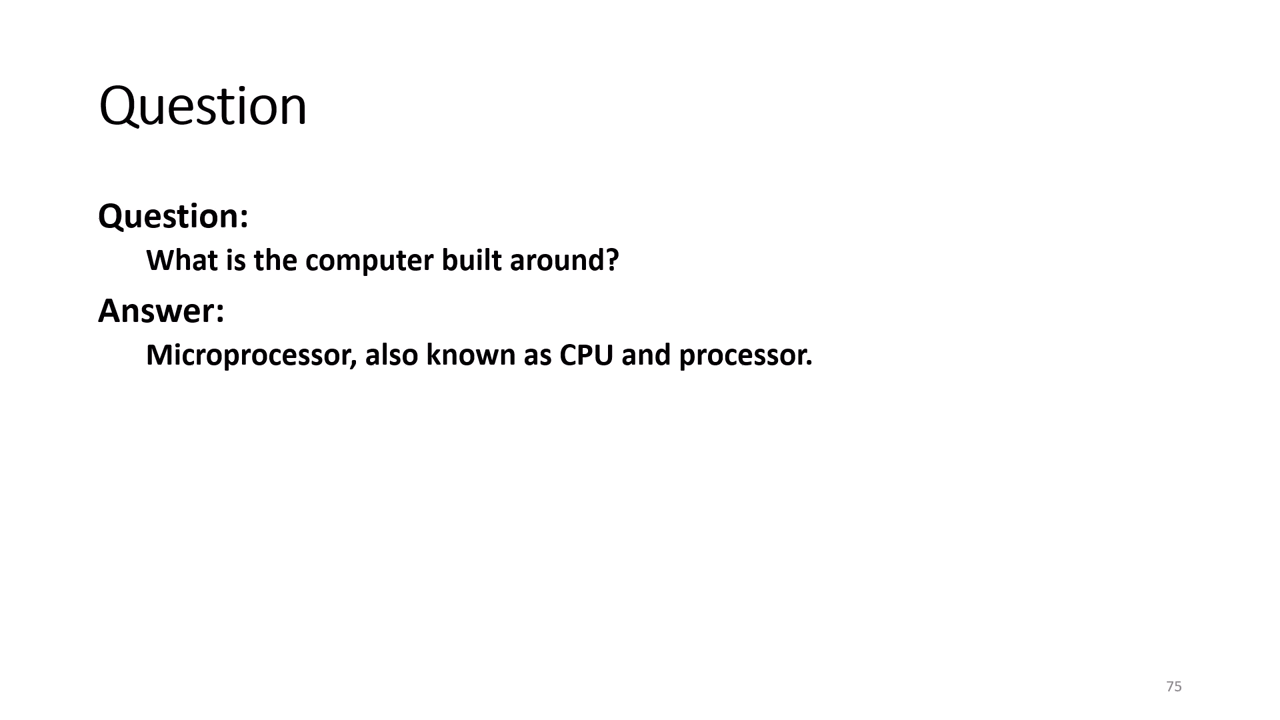 Question
Question:
What is the computer built around?
Answer:
Microprocessor, also known as CPU and processor.
75